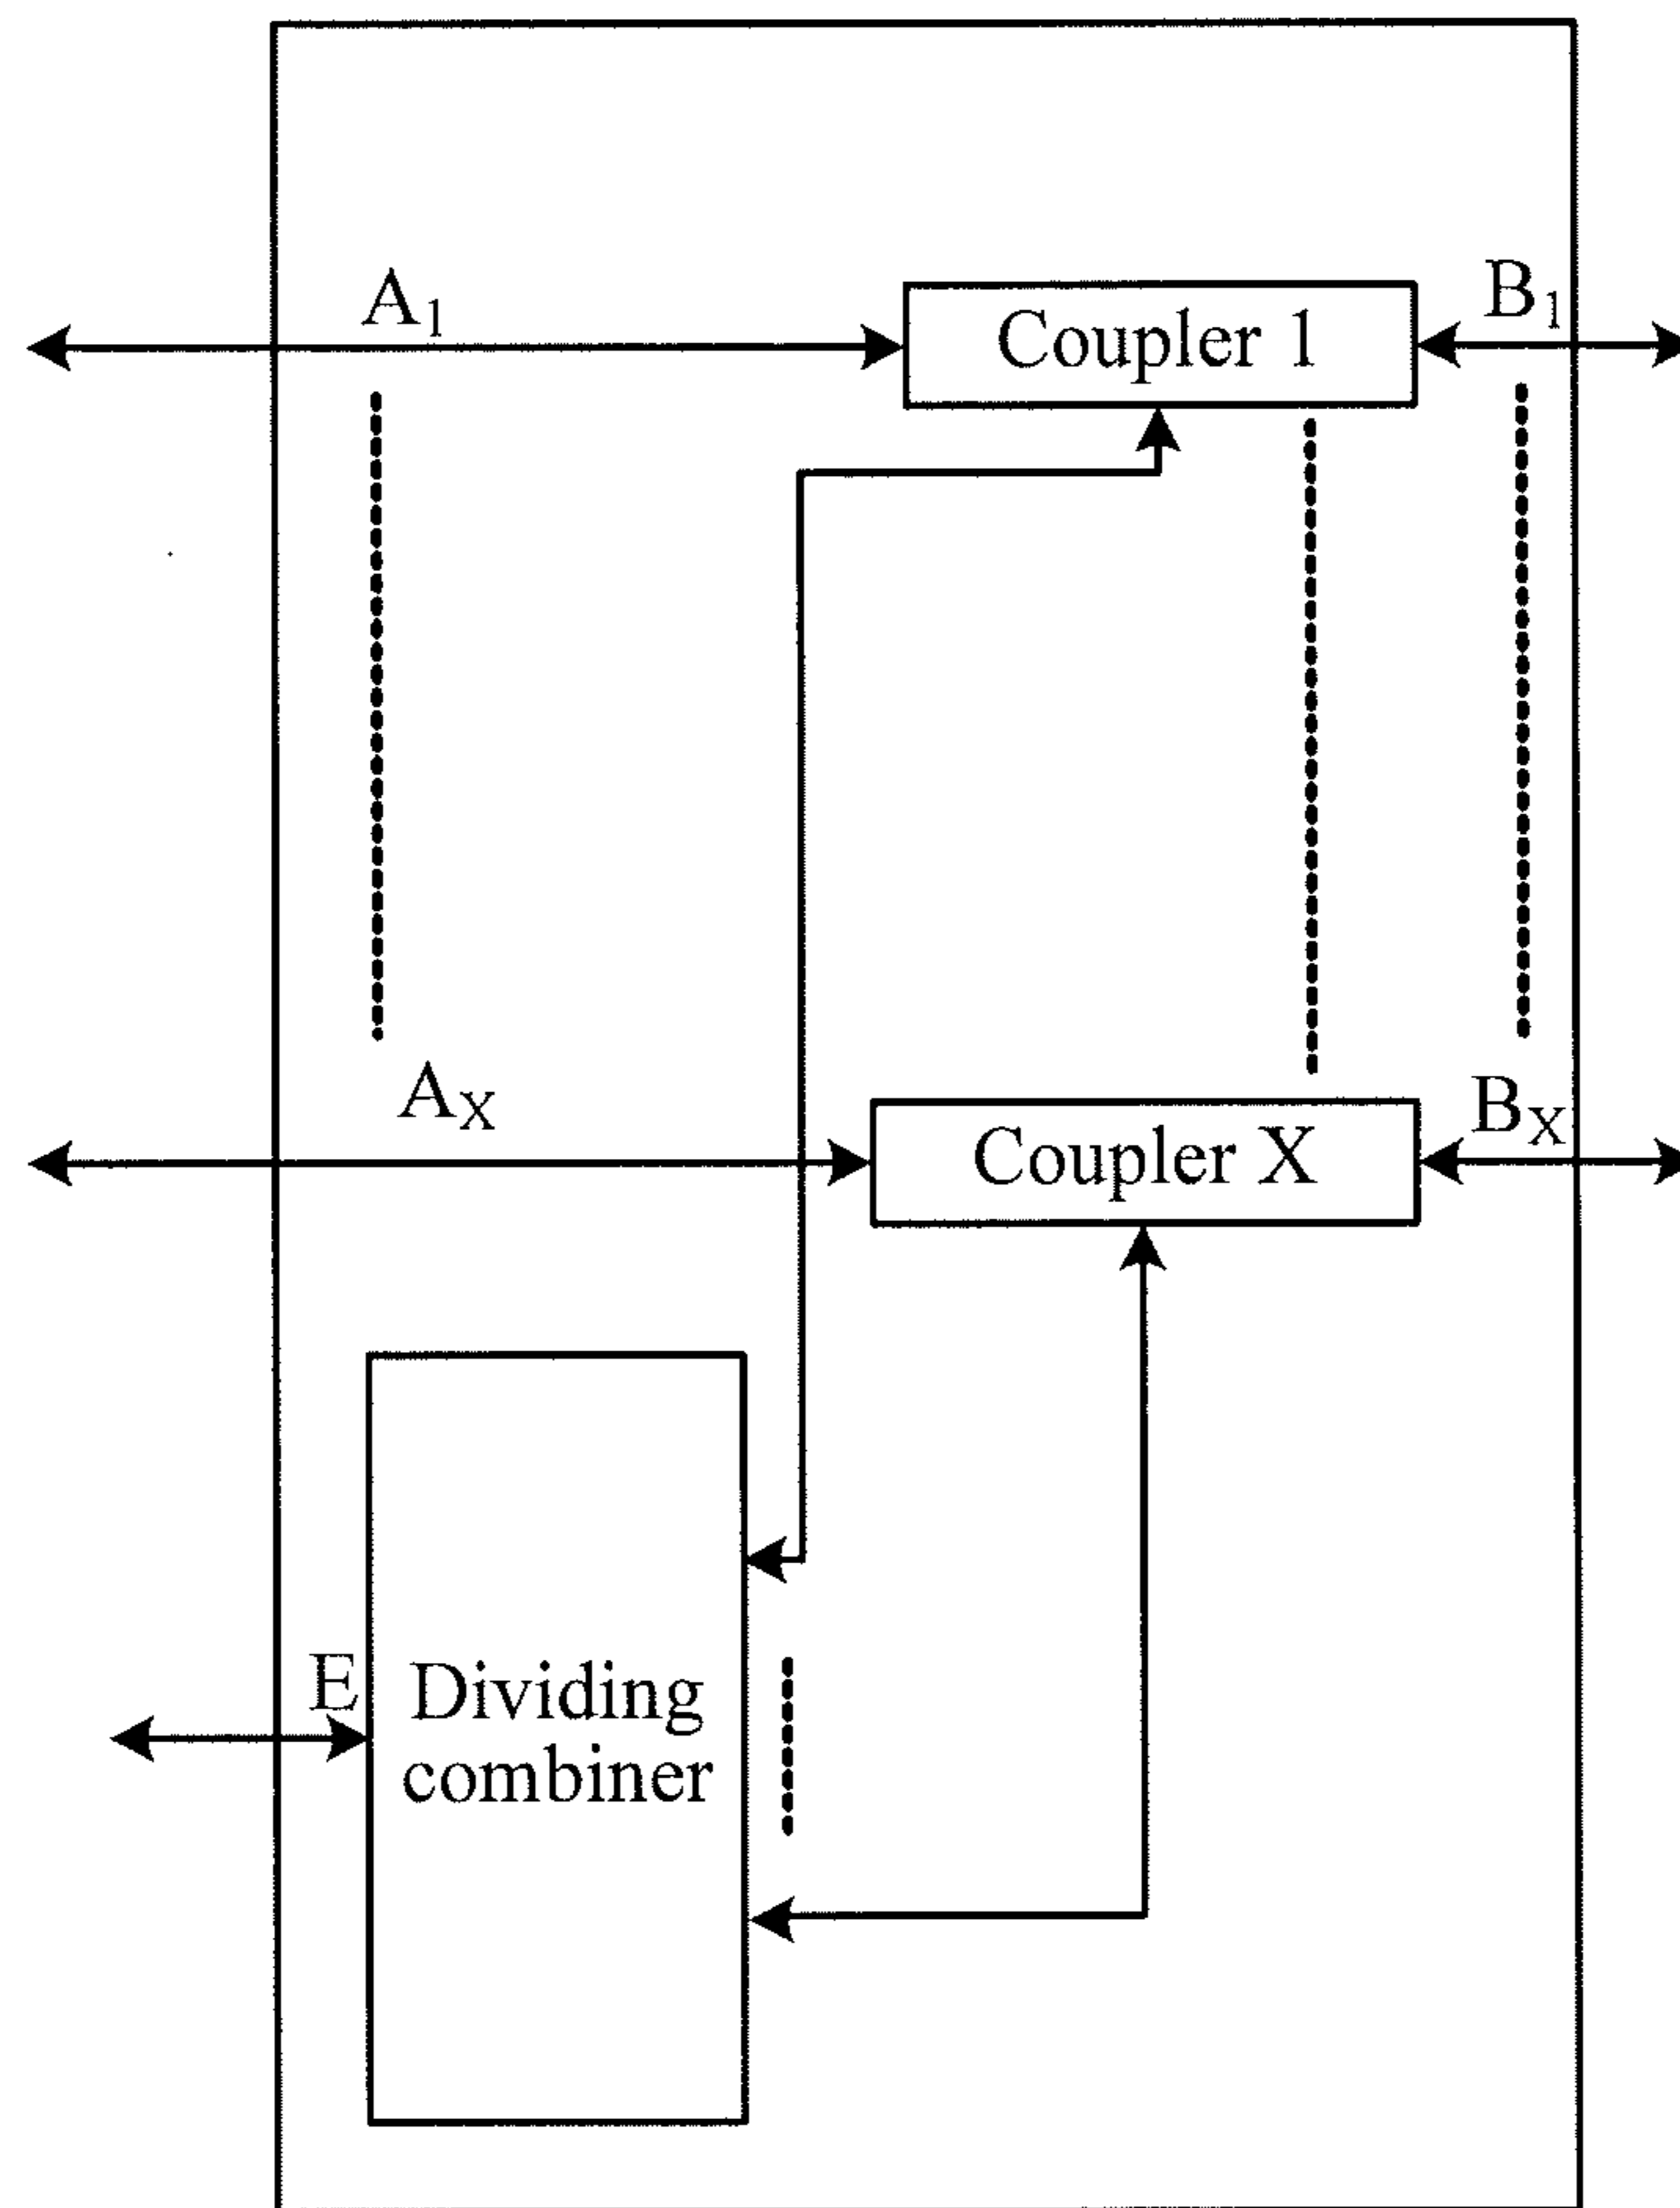 A1
B1
Coupler 1
AX
BX
Coupler X
E
Dividing
combiner